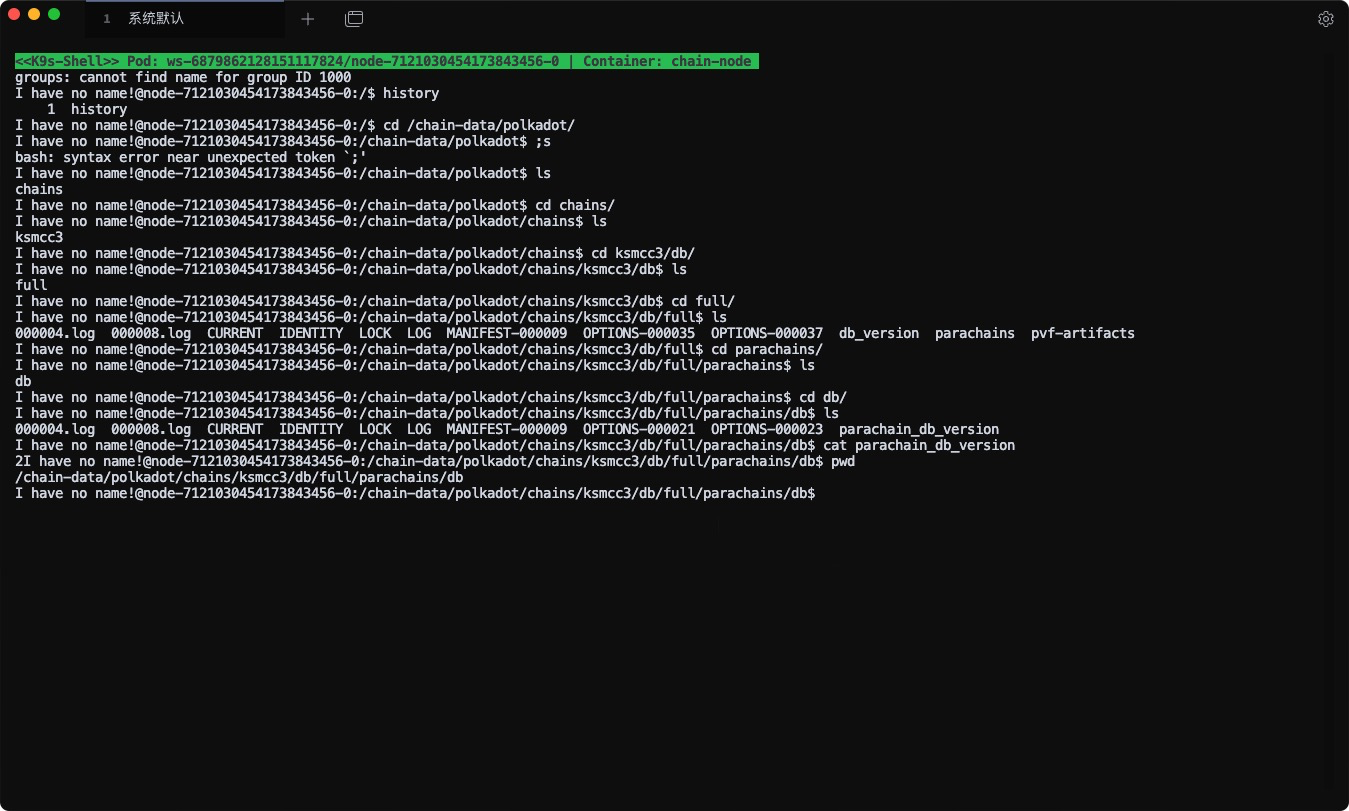 1 系统默认
<<K9s-Shell>> Pod: ws-6879862128151117824/node-7121030454173843456-0 | Container: chain-node
groups: cannot find name for group ID 1000
I have no name!@node-7121030454173843456-0:/$ history
    1  history
I have no name!@node-7121030454173843456-0:/$ cd /chain-data/polkadot/
I have no name!@node-7121030454173843456-0:/chain-data/polkadot$ ;s
bash: syntax error near unexpected token `;'
I have no name!@node-7121030454173843456-0:/chain-data/polkadot$ ls
chains
I have no name!@node-7121030454173843456-0:/chain-data/polkadot$ cd chains/
I have no name!@node-7121030454173843456-0:/chain-data/polkadot/chains$ ls
ksmcc3
I have no name!@node-7121030454173843456-0:/chain-data/polkadot/chains$ cd ksmcc3/db/
I have no name!@node-7121030454173843456-0:/chain-data/polkadot/chains/ksmcc3/db$ ls
full
I have no name!@node-7121030454173843456-0:/chain-data/polkadot/chains/ksmcc3/db$ cd full/
I have no name!@node-7121030454173843456-0:/chain-data/polkadot/chains/ksmcc3/db/full$ ls
000004.log  000008.log  CURRENT  IDENTITY  LOCK  LOG  MANIFEST-000009  OPTIONS-000035  OPTIONS-000037  db_version  parachains  pvf-artifacts
I have no name!@node-7121030454173843456-0:/chain-data/polkadot/chains/ksmcc3/db/full$ cd parachains/
I have no name!@node-7121030454173843456-0:/chain-data/polkadot/chains/ksmcc3/db/full/parachains$ ls
db
I have no name!@node-7121030454173843456-0:/chain-data/polkadot/chains/ksmcc3/db/full/parachains$ cd db/
I have no name!@node-7121030454173843456-0:/chain-data/polkadot/chains/ksmcc3/db/full/parachains/db$ ls
000004.log  000008.log  CURRENT  IDENTITY  LOCK  LOG  MANIFEST-000009  OPTIONS-000021  OPTIONS-000023  parachain_db_version
I have no name!@node-7121030454173843456-0:/chain-data/polkadot/chains/ksmcc3/db/full/parachains/db$ cat parachain_db_version
2I have no name!@node-7121030454173843456-0:/chain-data/polkadot/chains/ksmcc3/db/full/parachains/db$ pwd
/chain-data/polkadot/chains/ksmcc3/db/full/parachains/db
I have no name!@node-7121030454173843456-0:/chain-data/polkadot/chains/ksmcc3/db/full/parachains/db$